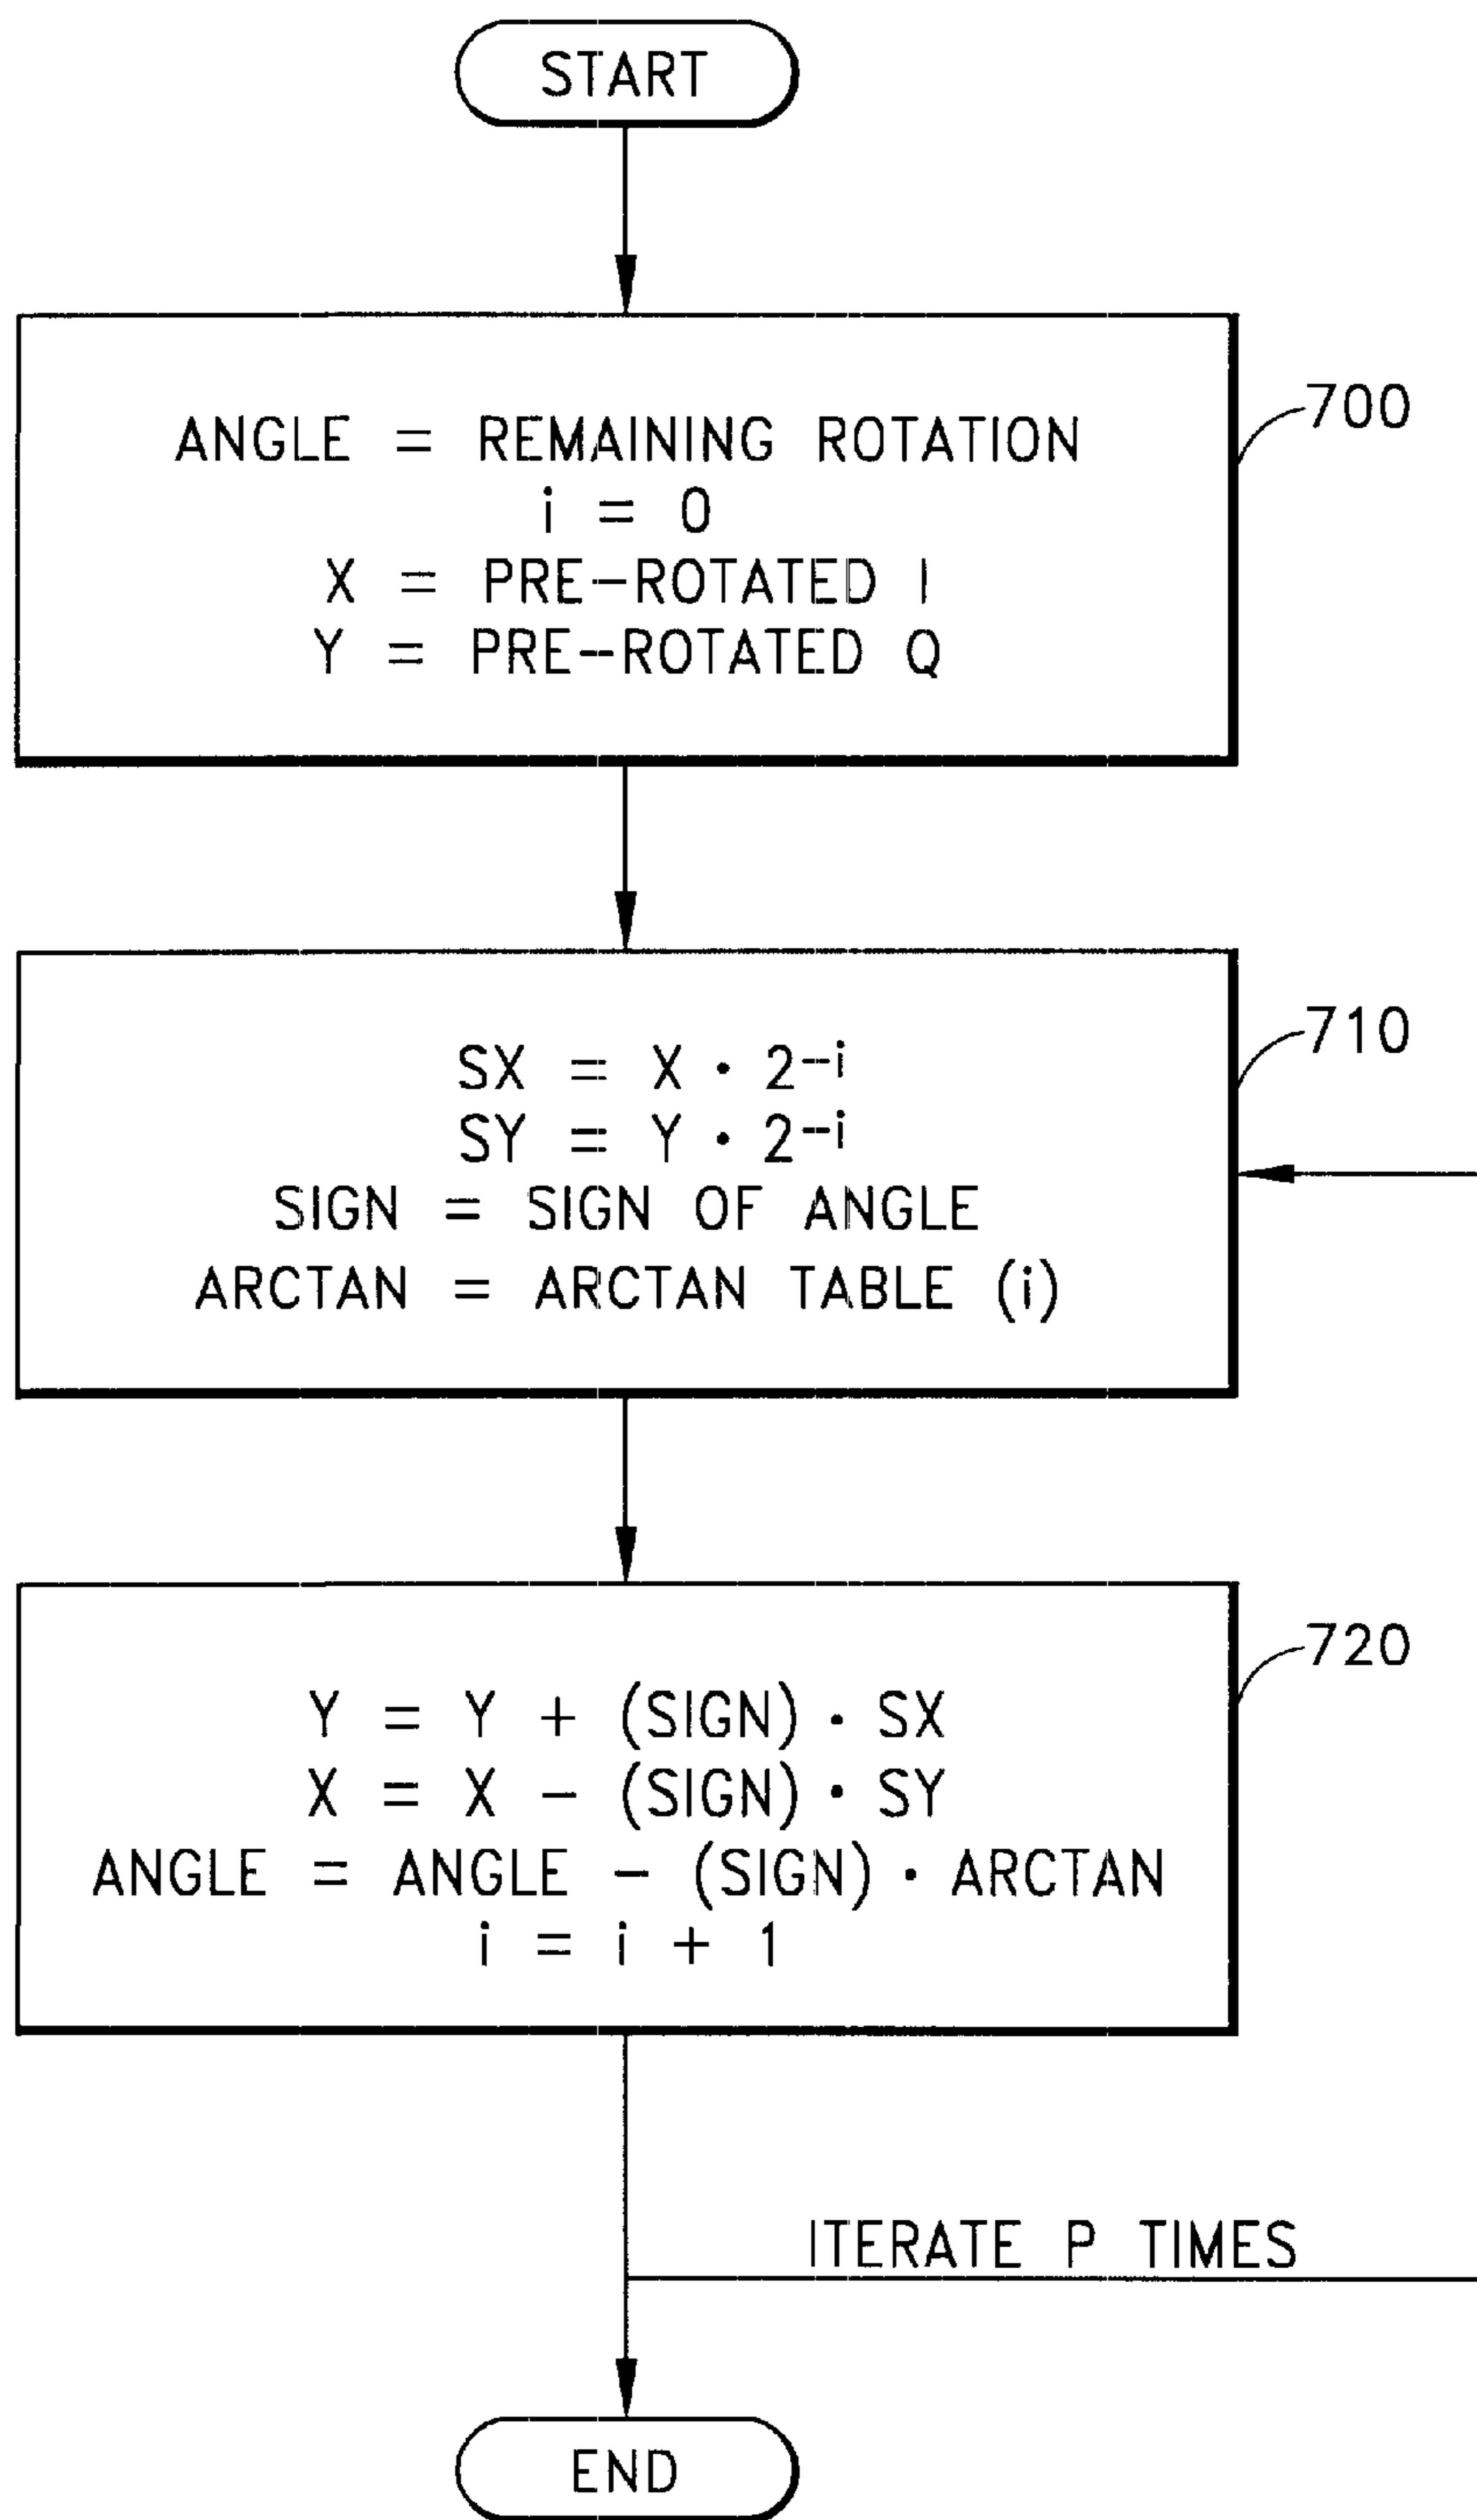 START
ANGLE = REMAINING ROTATION
i = 0
X = PRE-ROTATED I
Y = PRE-ROTATED Q
700
SX = X · 2⁻ⁱ
SY = Y · 2⁻ⁱ
SIGN = SIGN OF ANGLE
ARCTAN = ARCTAN TABLE (i)
710
Y = Y + (SIGN) · SX
X = X - (SIGN) · SY
ANGLE = ANGLE - (SIGN) · ARCTAN
i = i + 1
720
ITERATE P TIMES
END